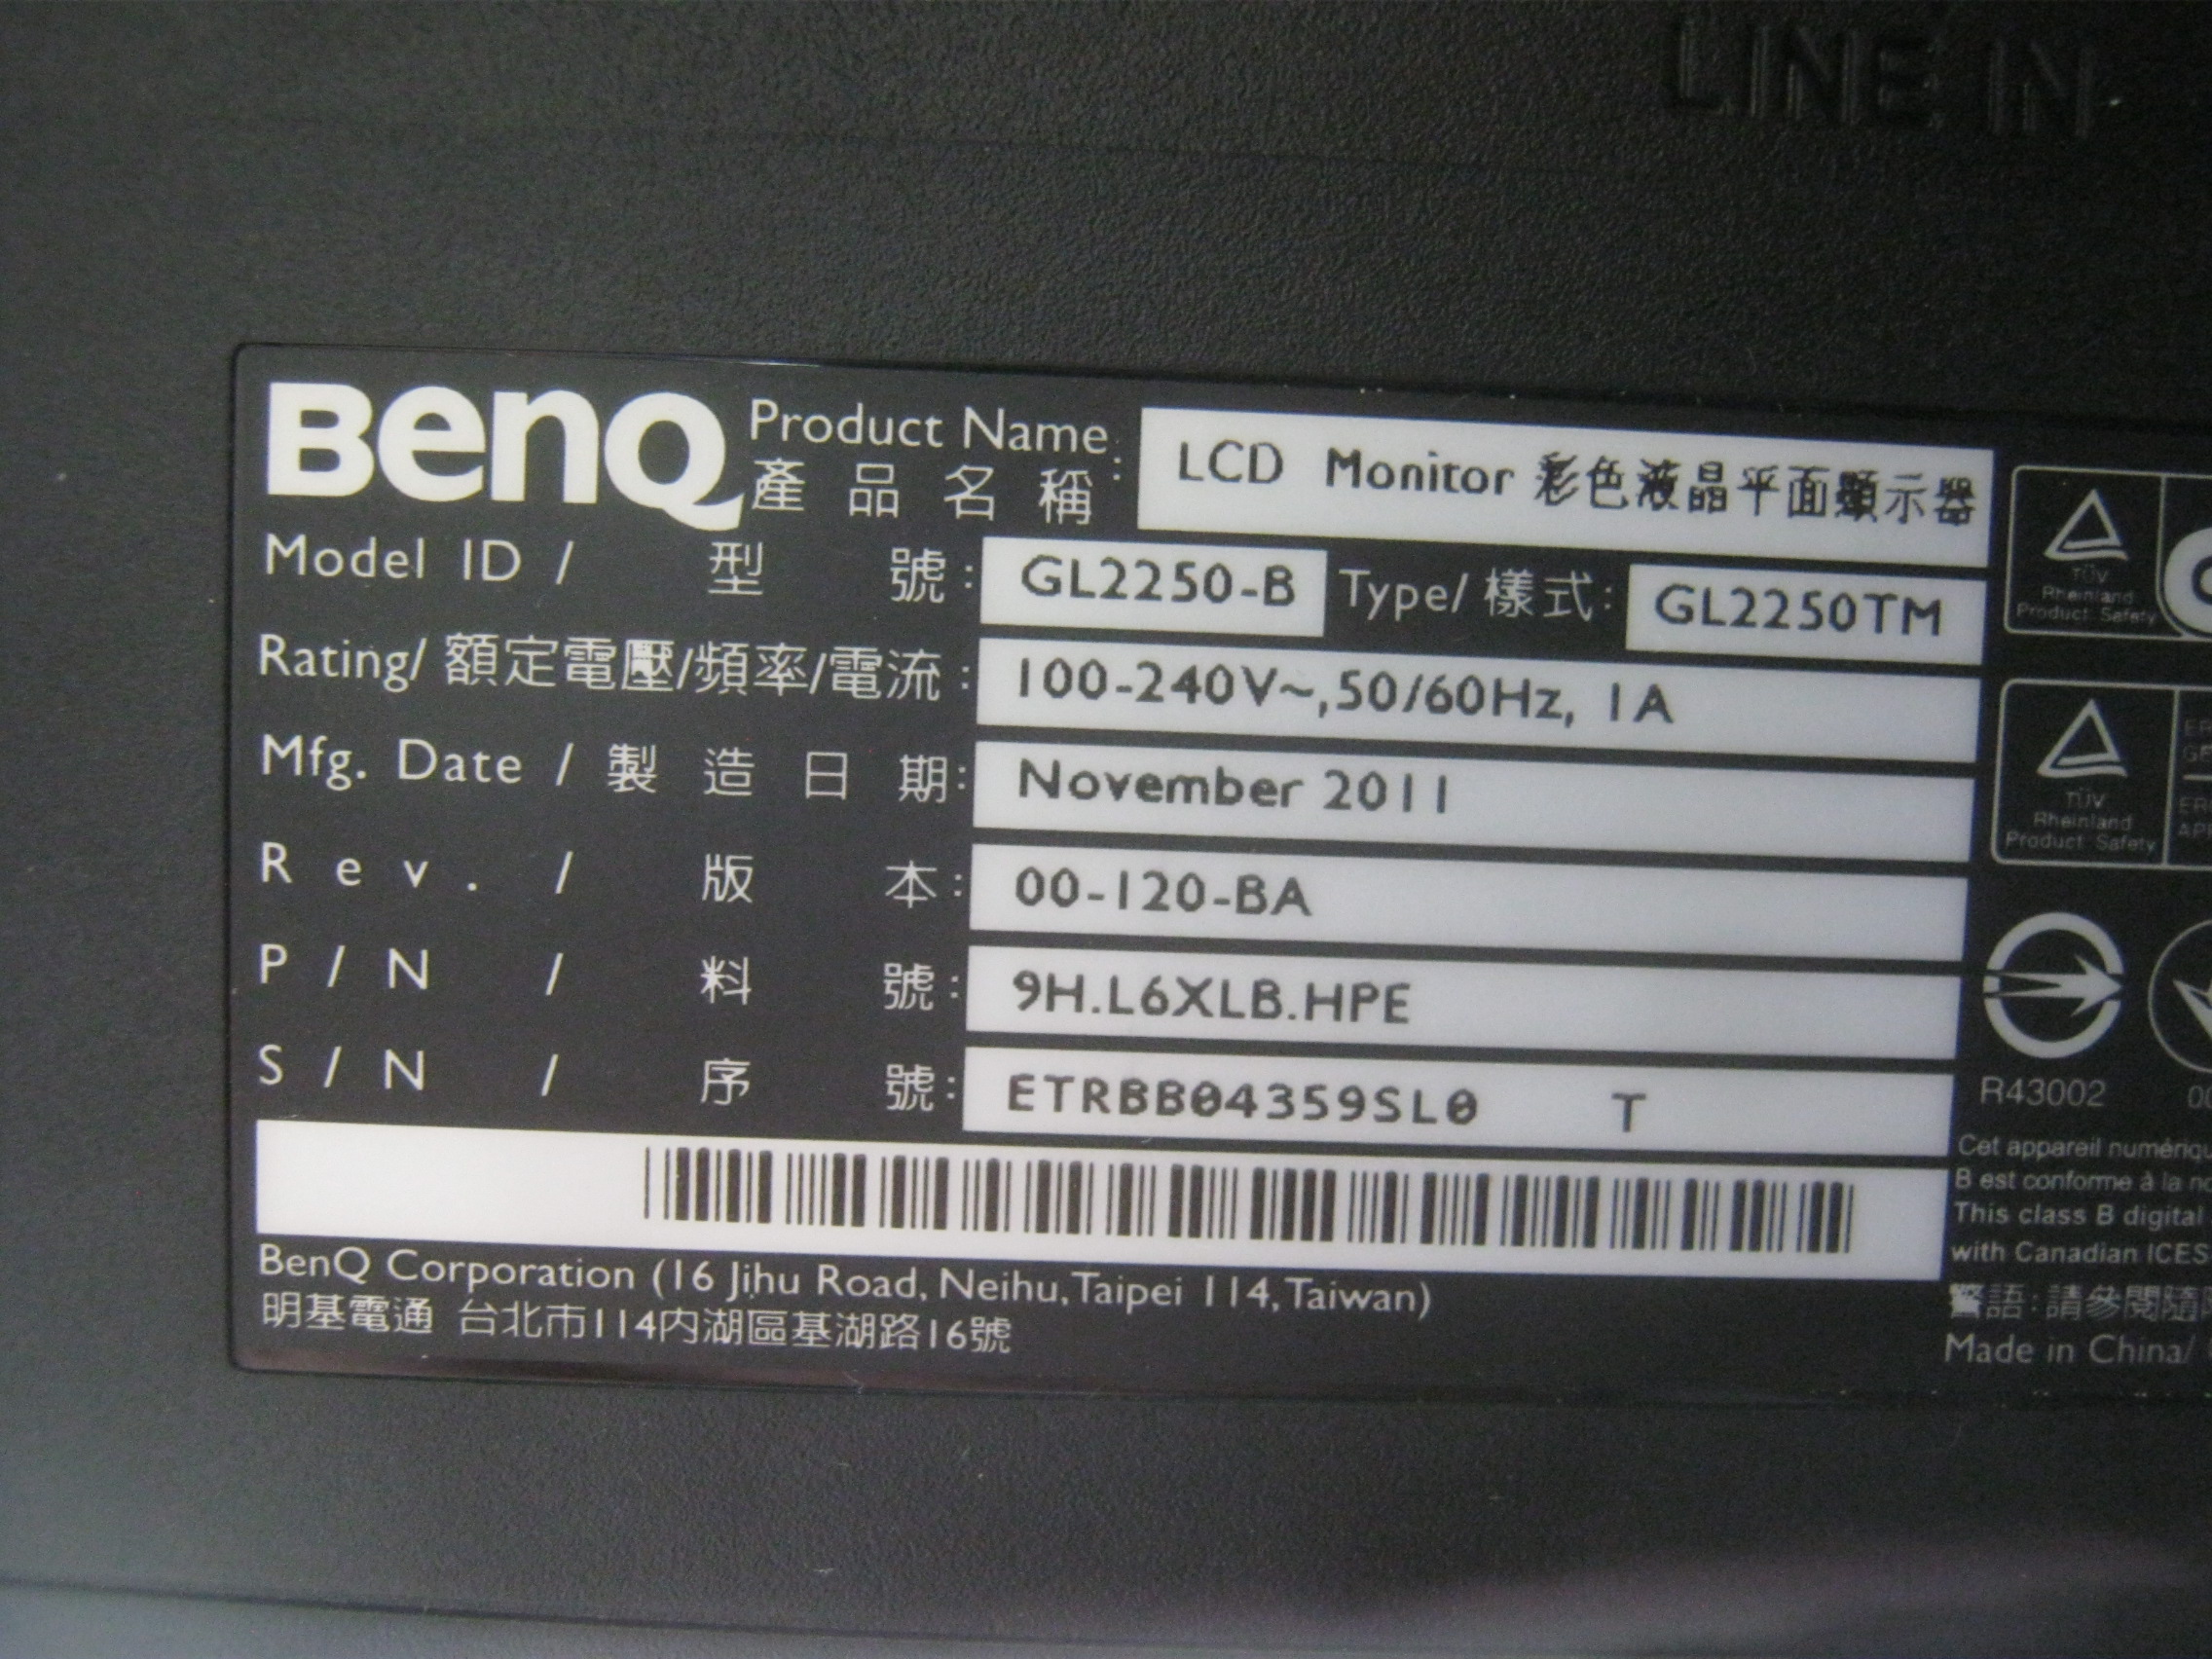 LINE IN
BenQ Product Name : LCD Monitor 彩色液晶平面顯示器
產品名稱
Model ID / 型號: GL2250-B Type/ 樣式: GL2250TM
Rating/ 額定電壓/頻率/電流: 100-240V~,50/60Hz, 1A
Mfg. Date / 製造日期: November 2011
Rev. / 版本: 00-120-BA
P/N / 料號: 9H.L6XLB.HPE
S/N / 序號: ETRBB04359SL0 T
BenQ Corporation (16 Jihu Road, Neihu, Taipei 114, Taiwan)
明基電通 台北市114內湖區基湖路16號
TÜV
Rheinland
Product Safety
TÜV
Rheinland
Product Safety
R43002
Cet appareil numériqu
B est conforme à la no
This class B digital
with Canadian ICES
警語:請參閱隨
Made in China/